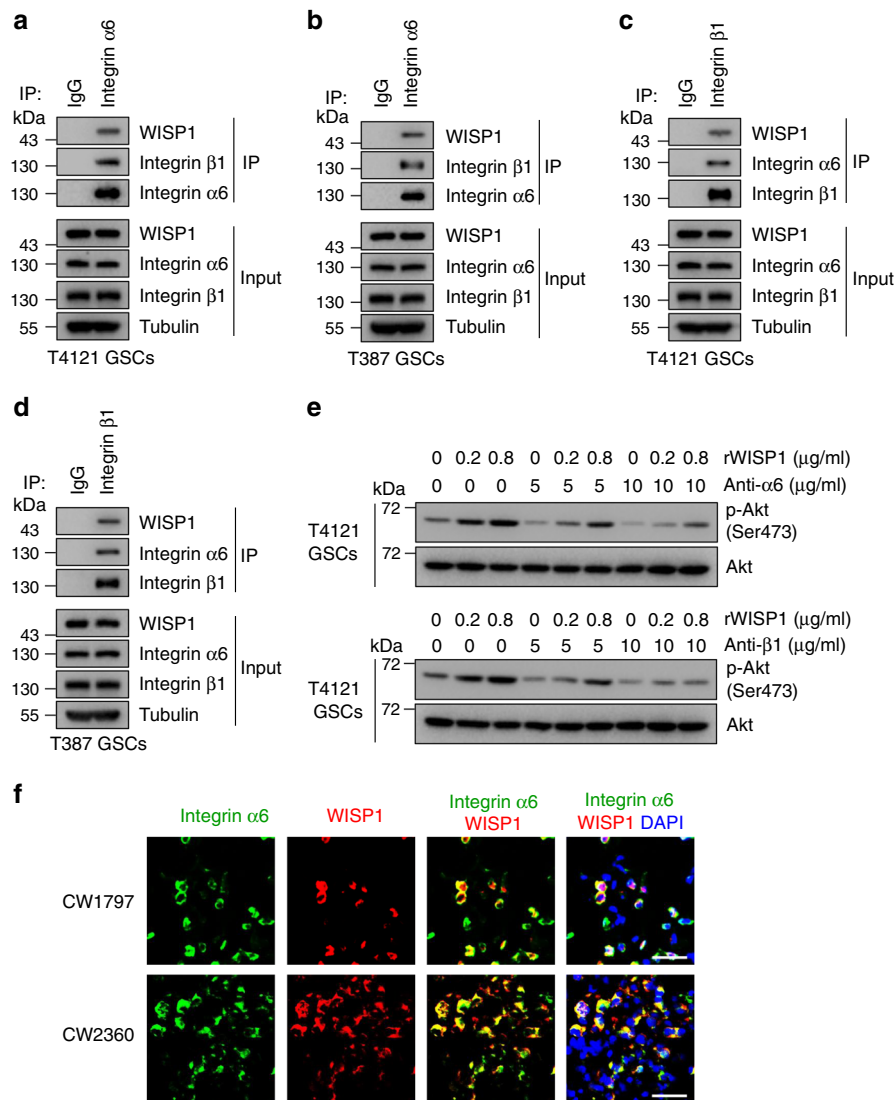 a
IP:
IgG
Integrin α6
kDa
43
WISP1
130
Integrin β1
130
Integrin α6
IP
43
WISP1
130
Integrin α6
130
Integrin β1
55
Tubulin
Input
T4121 GSCs
b
IP:
IgG
Integrin α6
kDa
43
WISP1
130
Integrin β1
130
Integrin α6
IP
43
WISP1
130
Integrin α6
130
Integrin β1
55
Tubulin
Input
T387 GSCs
c
IP:
IgG
Integrin β1
kDa
43
WISP1
130
Integrin α6
130
Integrin β1
IP
43
WISP1
130
Integrin α6
130
Integrin β1
55
Tubulin
Input
T4121 GSCs
d
IP:
IgG
Integrin β1
kDa
43
WISP1
130
Integrin α6
130
Integrin β1
IP
43
WISP1
130
Integrin α6
130
Integrin β1
55
Tubulin
Input
T387 GSCs
e
0 0.2 0.8 0 0.2 0.8 0 0.2 0.8 rWISP1 (μg/ml)
kDa 0 0 0 5 5 5 10 10 10 Anti-α6 (μg/ml)
72
p-Akt
(Ser473)
T4121
GSCs
72
Akt
0 0.2 0.8 0 0.2 0.8 0 0.2 0.8 rWISP1 (μg/ml)
kDa 0 0 0 5 5 5 10 10 10 Anti-β1 (μg/ml)
72
p-Akt
(Ser473)
T4121
GSCs
72
Akt
f
Integrin α6
WISP1
Integrin α6
WISP1
Integrin α6
WISP1 DAPI
CW1797
CW2360